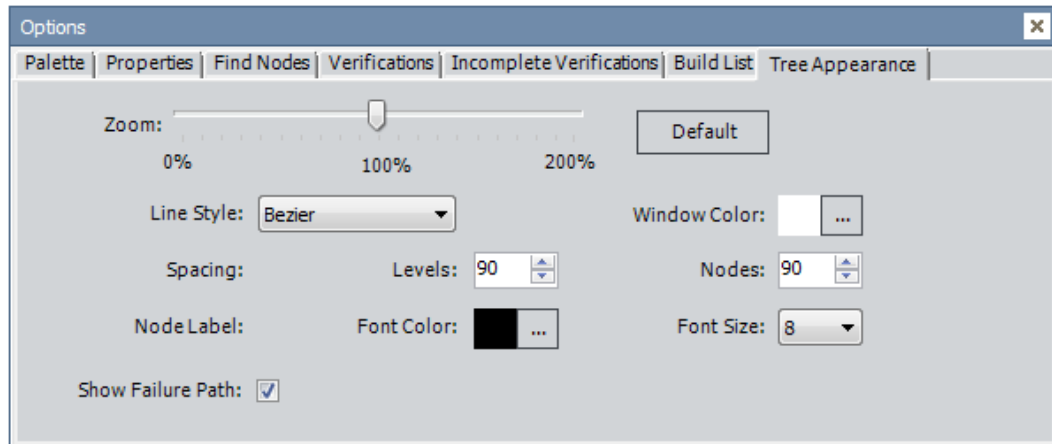 Options
Palette Properties Find Nodes Verifications Incomplete Verifications Build List Tree Appearance
Zoom: Default
0% 100% 200%
Line Style: Bezier Window Color: ...
Spacing: Levels: 90 Nodes: 90
Node Label: Font Color: ... Font Size: 8
Show Failure Path: